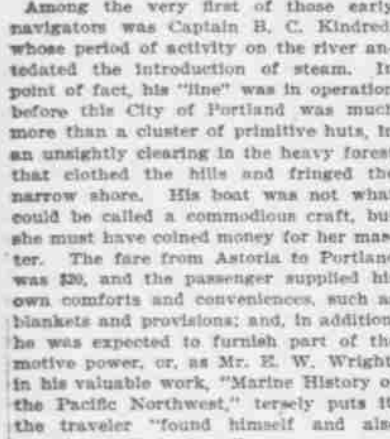 Among the very first of those early
navigators was Captain B. C. Kindred,
whose period of activity on the river an-
tedated the introduction of steam. In
point of fact, his "line" was in operation
before this City of Portland was much
more than a cluster of primitive huts, in
an unsightly clearing in the heavy forest
that clothed the hills and fringed the
narrow shore. His boat was not what
could be called a commodious craft, but
she must have coined money for her mas-
ter. The fare from Astoria to Portland
was $20, and the passenger supplied his
own comforts and conveniences, such as
blankets and provisions; and, in addition,
he was expected to furnish part of the
motive power, or, as Mr. E. W. Wright,
in his valuable work, "Marine History of
the Pacific Northwest," tersely puts it,
the traveler "found himself and also